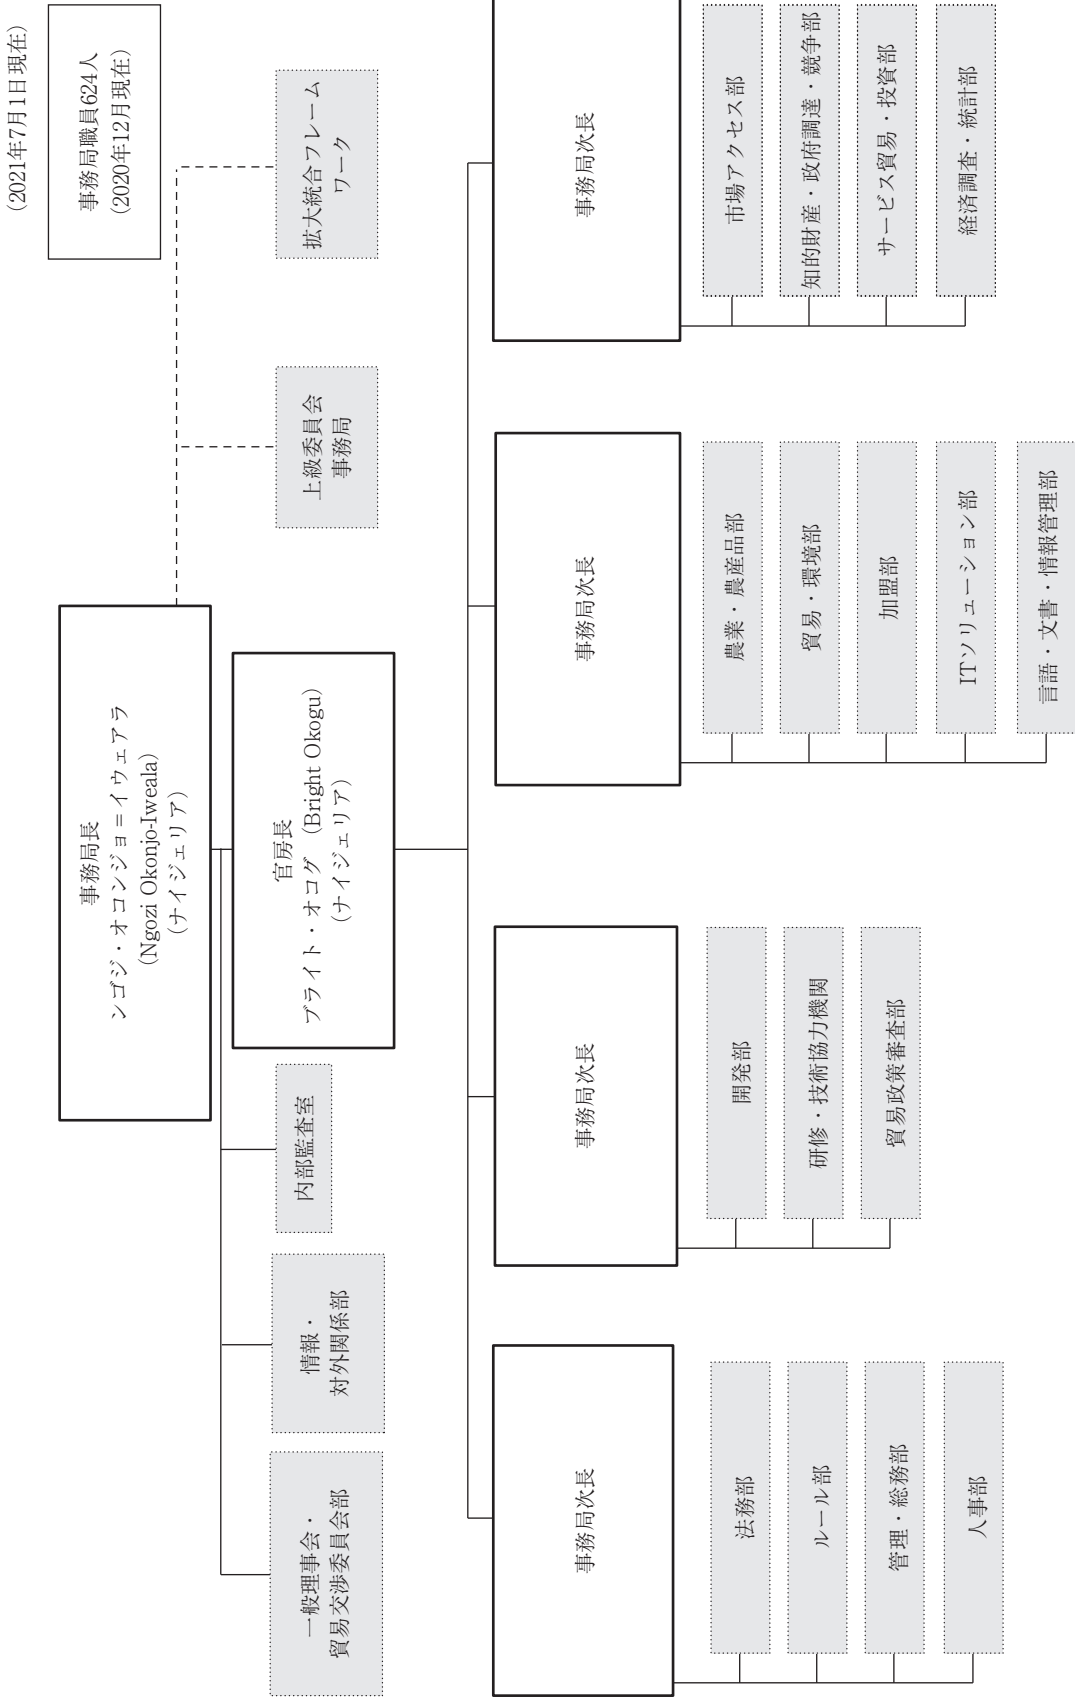 (2021年7月1日現在)
事務局職員624人
(2020年12月現在)
事務局長
ンゴジ・オコンジョ=イウェアラ
(Ngozi Okonjo-Iweala)
(ナイジェリア)
官房長
ブライト・オコグ (Bright Okogu)
(ナイジェリア)
一般理事会・
貿易交渉委員会部
情報・
対外関係部
内部監査室
上級委員会
事務局
拡大統合フレーム
ワーク
事務局次長
法務部
ルール部
管理・総務部
人事部
事務局次長
開発部
研修・技術協力機関
貿易政策審査部
事務局次長
農業・農産品部
貿易・環境部
加盟部
ITソリューション部
言語・文書・情報管理部
事務局次長
市場アクセス部
知的財産・政府調達・競争部
サービス貿易・投資部
経済調査・統計部